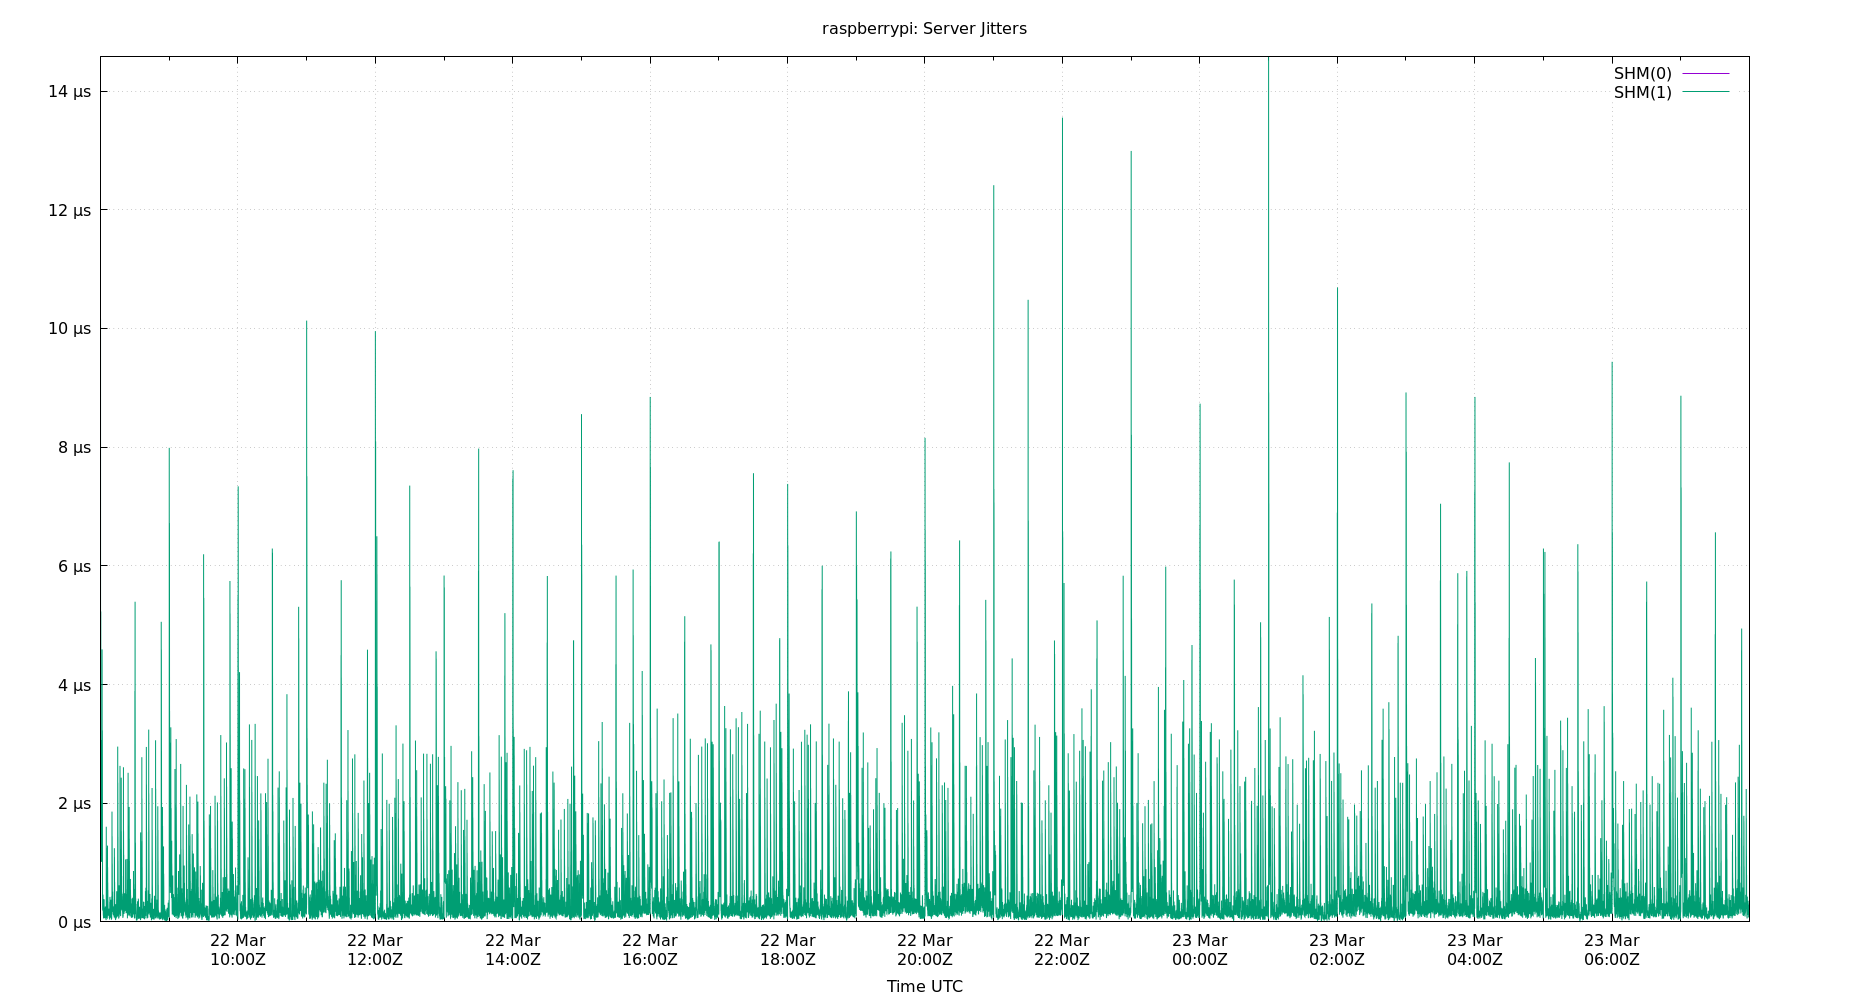 raspberrypi: Server Jitters
SHM(0)
SHM(1)
14 µs
12 µs
10 µs
8 µs
6 µs
4 µs
2 µs
0 µs
22 Mar 22 Mar 22 Mar 22 Mar 22 Mar 22 Mar 22 Mar 23 Mar 23 Mar 23 Mar 23 Mar
10:00Z 12:00Z 14:00Z 16:00Z 18:00Z 20:00Z 22:00Z 00:00Z 02:00Z 04:00Z 06:00Z
Time UTC